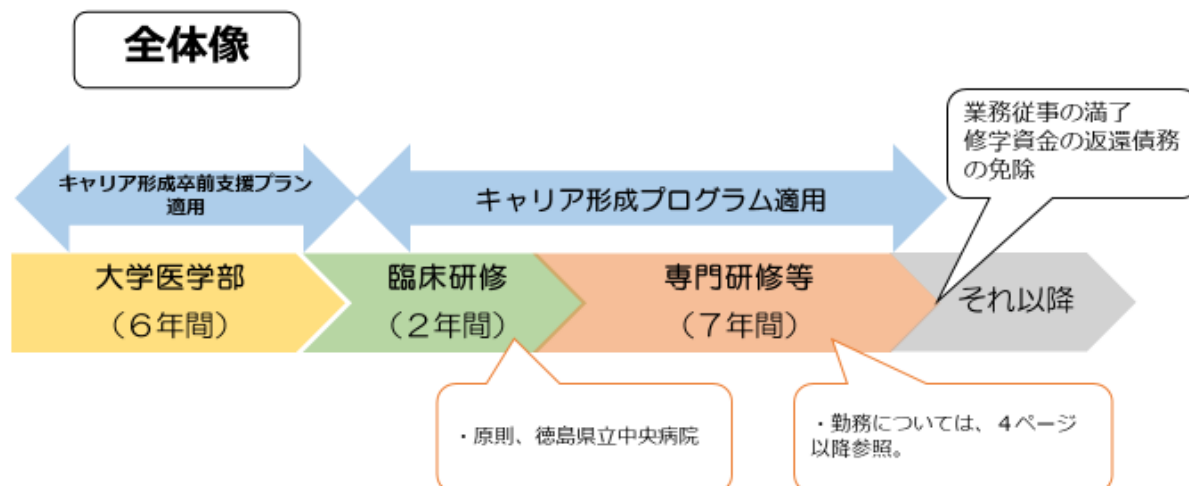 全体像
業務従事の満了
修学資金の返還債務
の免除
キャリア形成卒前支援プラン
適用
キャリア形成プログラム適用
大学医学部
（６年間）
臨床研修
（２年間）
専門研修等
（７年間）
それ以降
・原則、徳島県立中央病院
・勤務については、４ページ
以降参照。